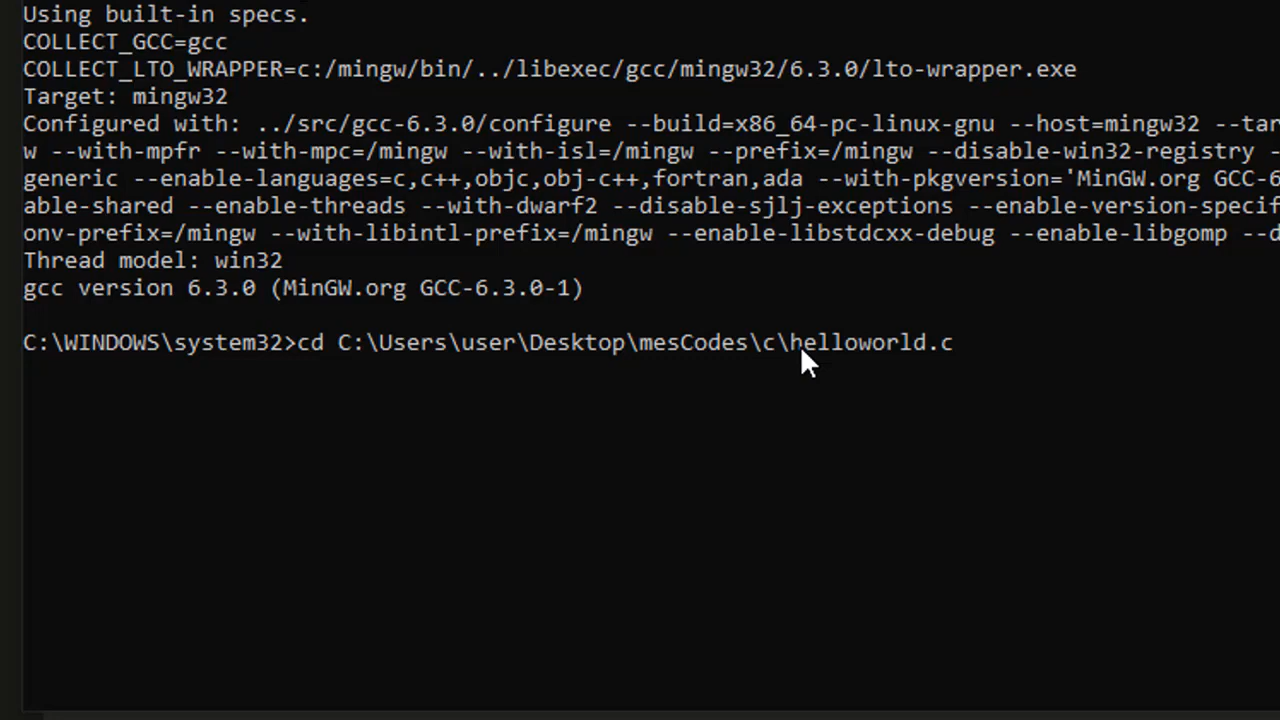 Using built-in specs.
COLLECT_GCC=gcc
COLLECT_LTO_WRAPPER=c:/mingw/bin/../libexec/gcc/mingw32/6.3.0/lto-wrapper.exe
Target: mingw32
Configured with: ../src/gcc-6.3.0/configure --build=x86_64-pc-linux-gnu --host=mingw32 --tar
w --with-mpfr --with-mpc=/mingw --with-isl=/mingw --prefix=/mingw --disable-win32-registry -
generic --enable-languages=c,c++,objc,obj-c++,fortran,ada --with-pkgversion='MinGW.org GCC-6
able-shared --enable-threads --with-dwarf2 --disable-sjlj-exceptions --enable-version-specif
onv-prefix=/mingw --with-libintl-prefix=/mingw --enable-libstdcxx-debug --enable-libgomp --d
Thread model: win32
gcc version 6.3.0 (MinGW.org GCC-6.3.0-1)
C:\WINDOWS\system32>cd C:\Users\user\Desktop\mesCodes\c\helloworld.c